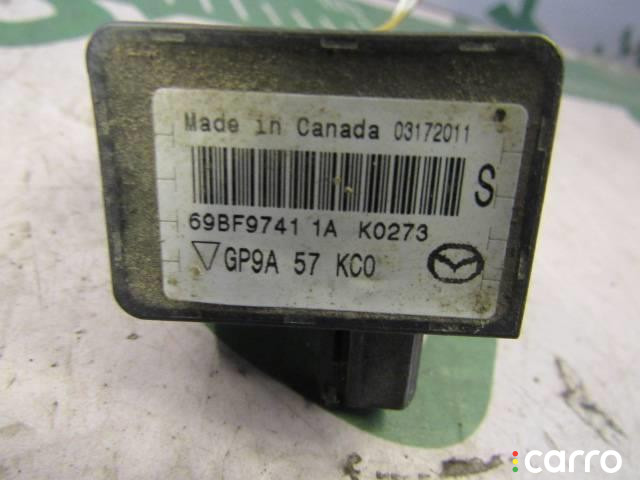 Made in Canada 03172011
S
69BF9741 1A K0273
GP9A 57 KC0
carro